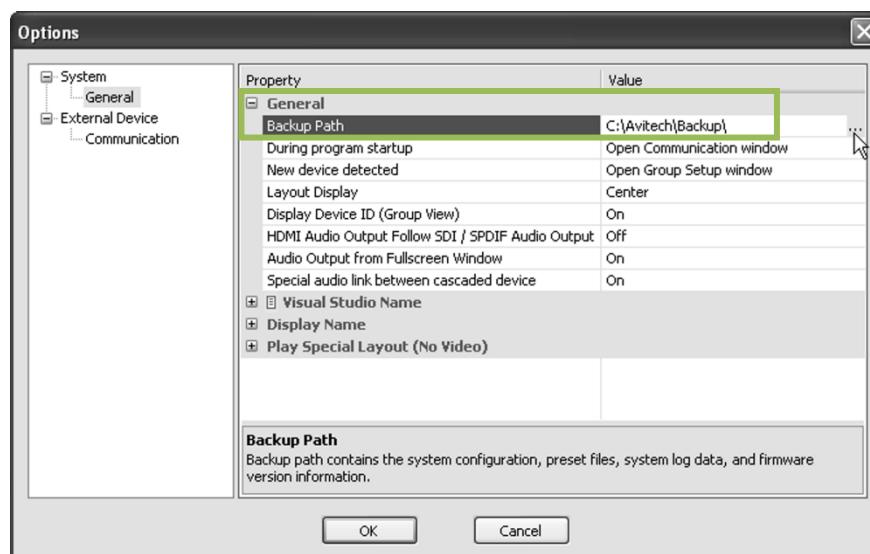 Options
System
General
External Device
Communication
Property Value
General
Backup Path C:\Avitech\Backup\ ...
During program startup Open Communication window
New device detected Open Group Setup window
Layout Display Center
Display Device ID (Group View) On
HDMI Audio Output Follow SDI / SPDIF Audio Output Off
Audio Output from Fullscreen Window On
Special audio link between cascaded device On
Visual Studio Name
Display Name
Play Special Layout (No Video)
Backup Path
Backup path contains the system configuration, preset files, system log data, and firmware
version information.
OK Cancel